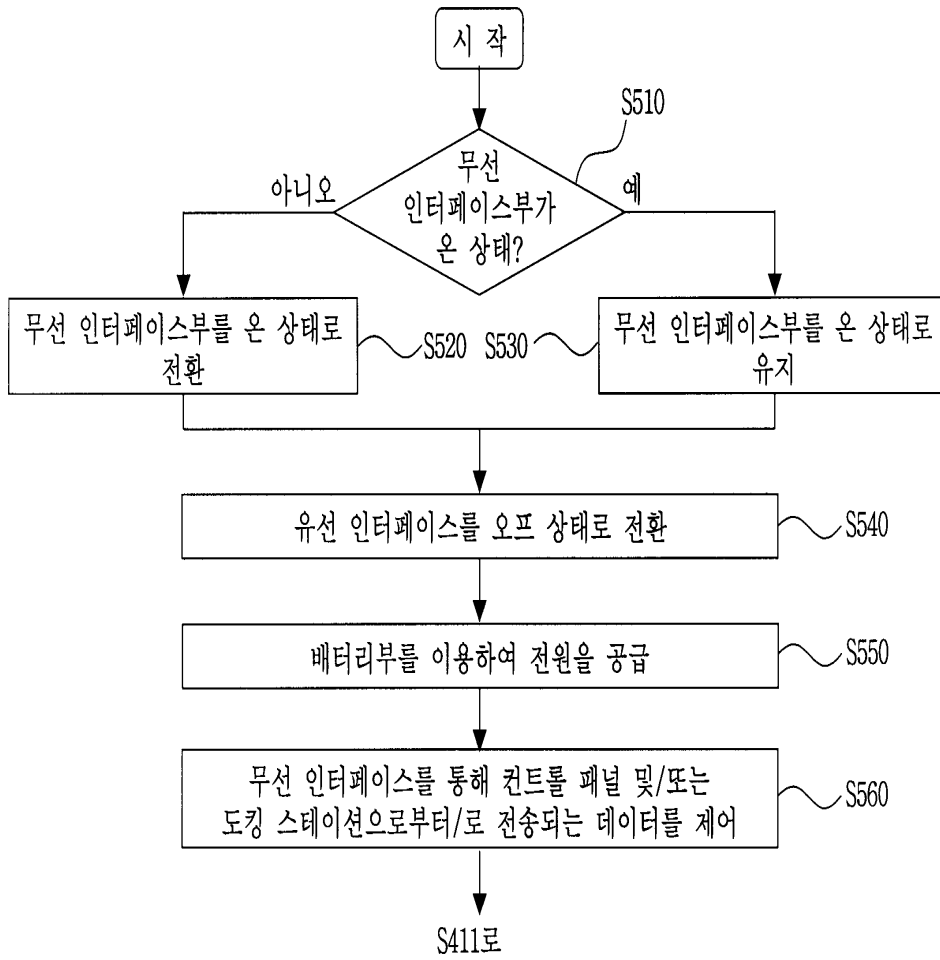 시 작
S510
무선
인터페이스부가
온 상태?
아니오
예
무선 인터페이스부를 온 상태로
전환
S520
S530
무선 인터페이스부를 온 상태로
유지
유선 인터페이스를 오프 상태로 전환
S540
배터리부를 이용하여 전원을 공급
S550
무선 인터페이스를 통해 컨트롤 패널 및/또는
도킹 스테이션으로부터/로 전송되는 데이터를 제어
S560
S411로